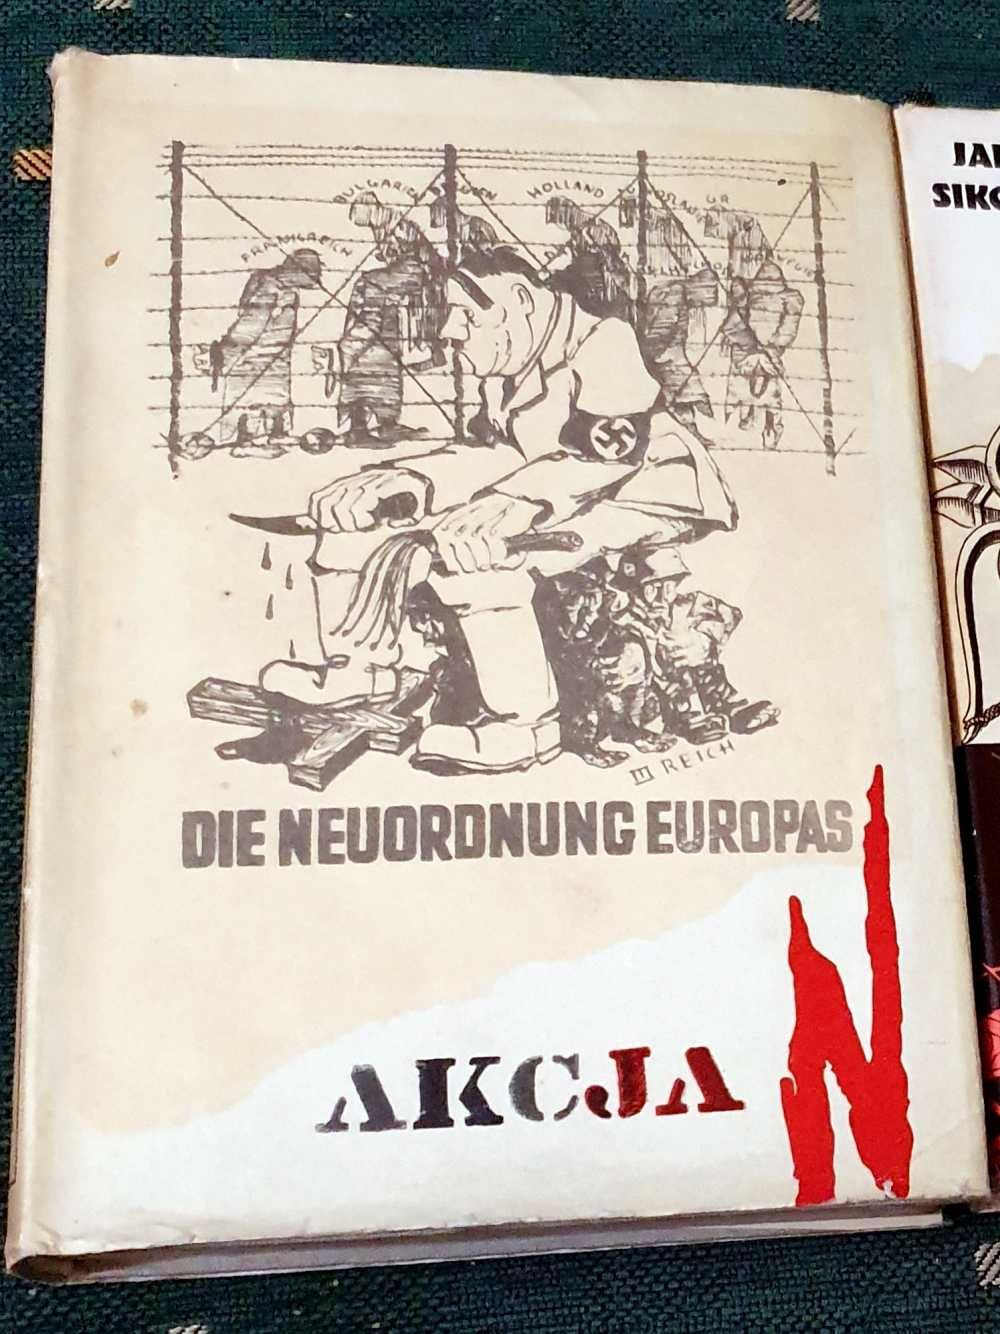 JA
SIKO
BULGARIEN
HOLLAND
FRANKREICH
III REICH
DIE NEUORDNUNG EUROPAS
AKCJA N